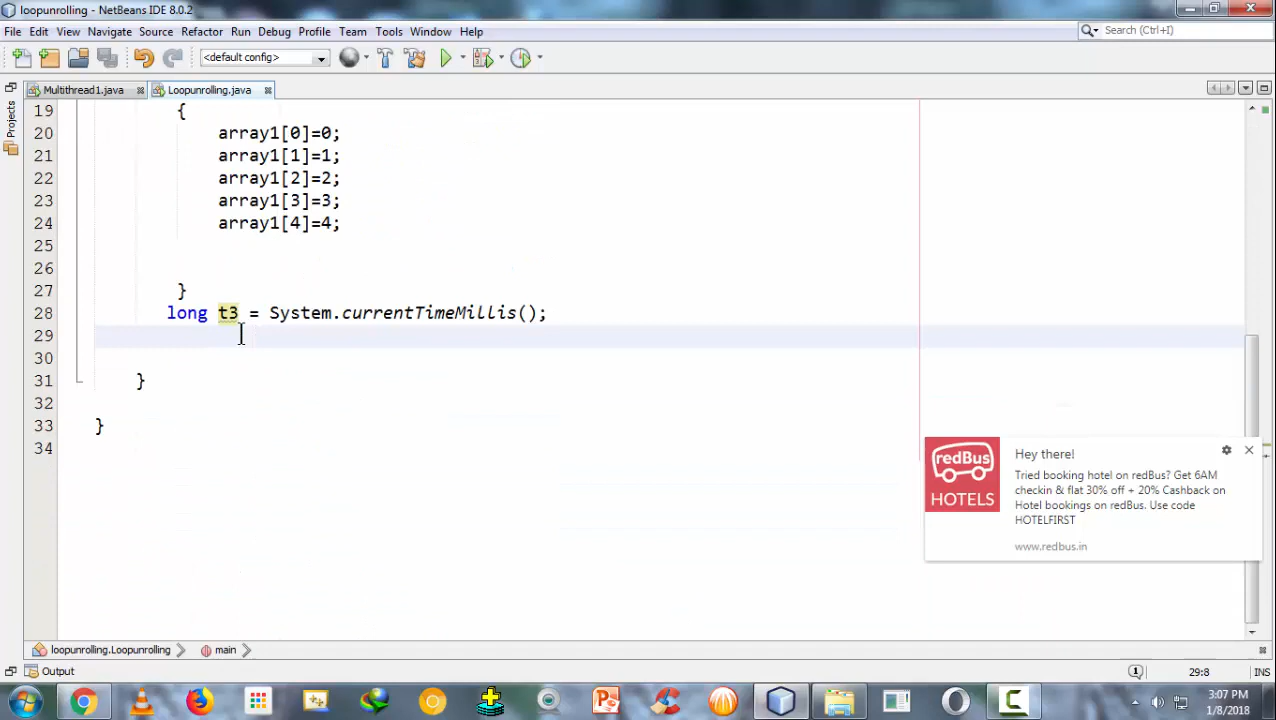 loopunrolling - NetBeans IDE 8.0.2
File Edit View Navigate Source Refactor Run Debug Profile Team Tools Window Help
Search (Ctrl+I)
<default config>
Multithread1.java Loopunrolling.java
Projects
19 {
20 array1[0]=0;
21 array1[1]=1;
22 array1[2]=2;
23 array1[3]=3;
24 array1[4]=4;
25
26
27 }
28 long t3 = System.currentTimeMillis();
29
30
31 }
32
33 }
34
redBus
HOTELS
Hey there!
Tried booking hotel on redBus? Get 6AM
checkin & flat 30% off + 20% Cashback on
Hotel bookings on redBus. Use code
HOTELFIRST
www.redbus.in
loopunrolling.Loopunrolling main
Output
1
29:8
INS
3:07 PM
1/8/2018